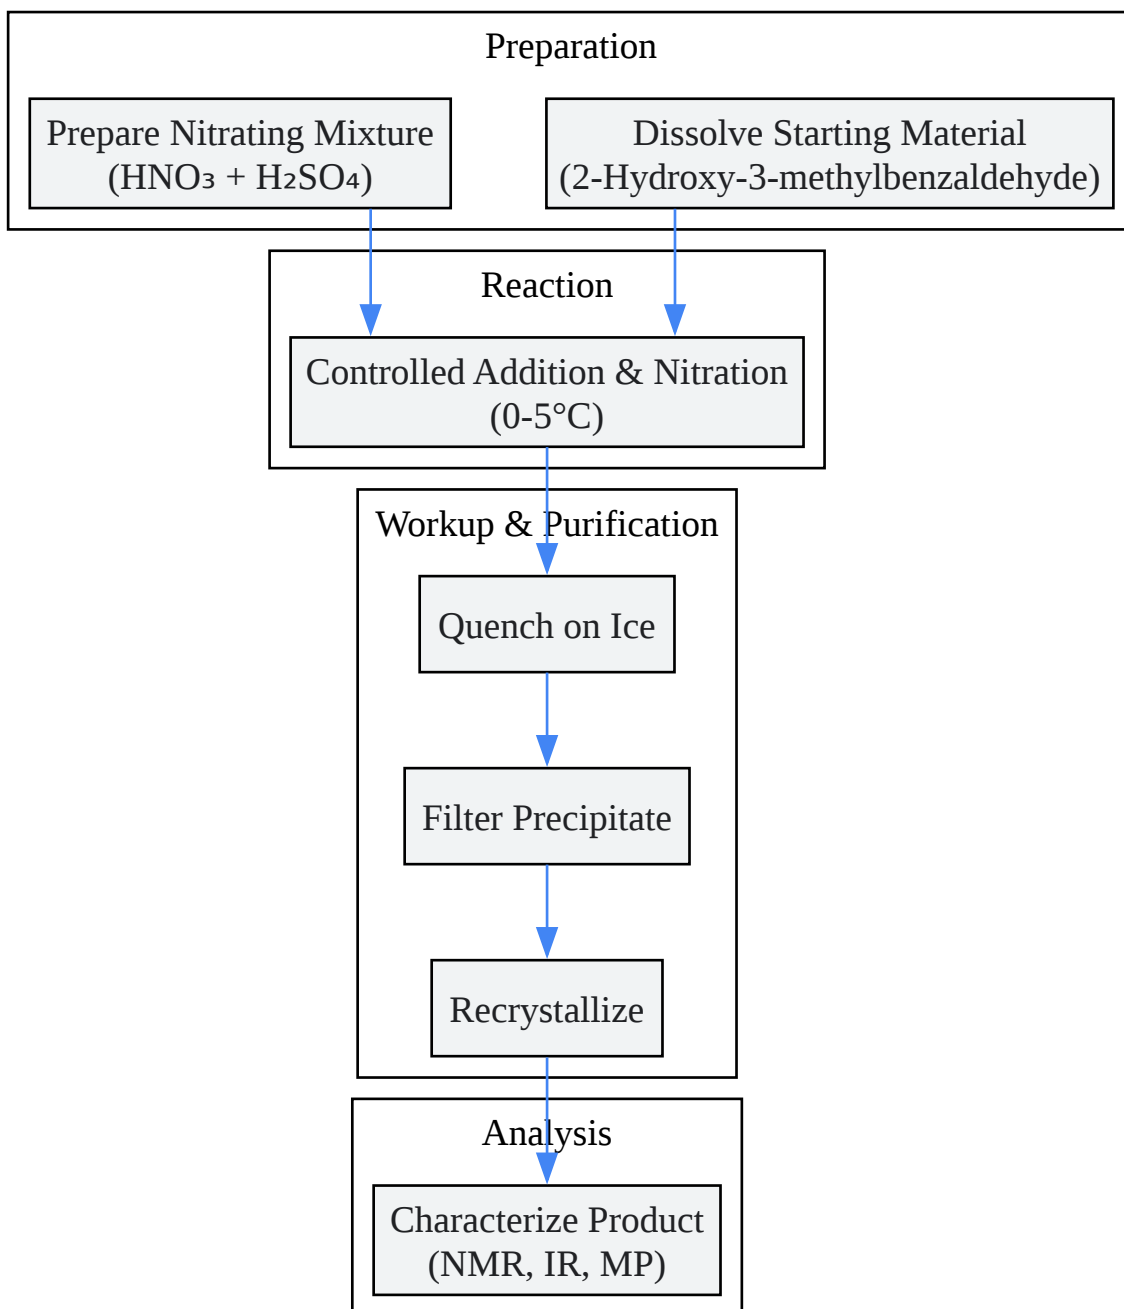 Preparation
Prepare Nitrating Mixture
(HNO₃ + H₂SO₄)
Dissolve Starting Material
(2-Hydroxy-3-methylbenzaldehyde)
Reaction
Controlled Addition & Nitration
(0-5°C)
Workup & Purification
Quench on Ice
Filter Precipitate
Recrystallize
Analysis
Characterize Product
(NMR, IR, MP)